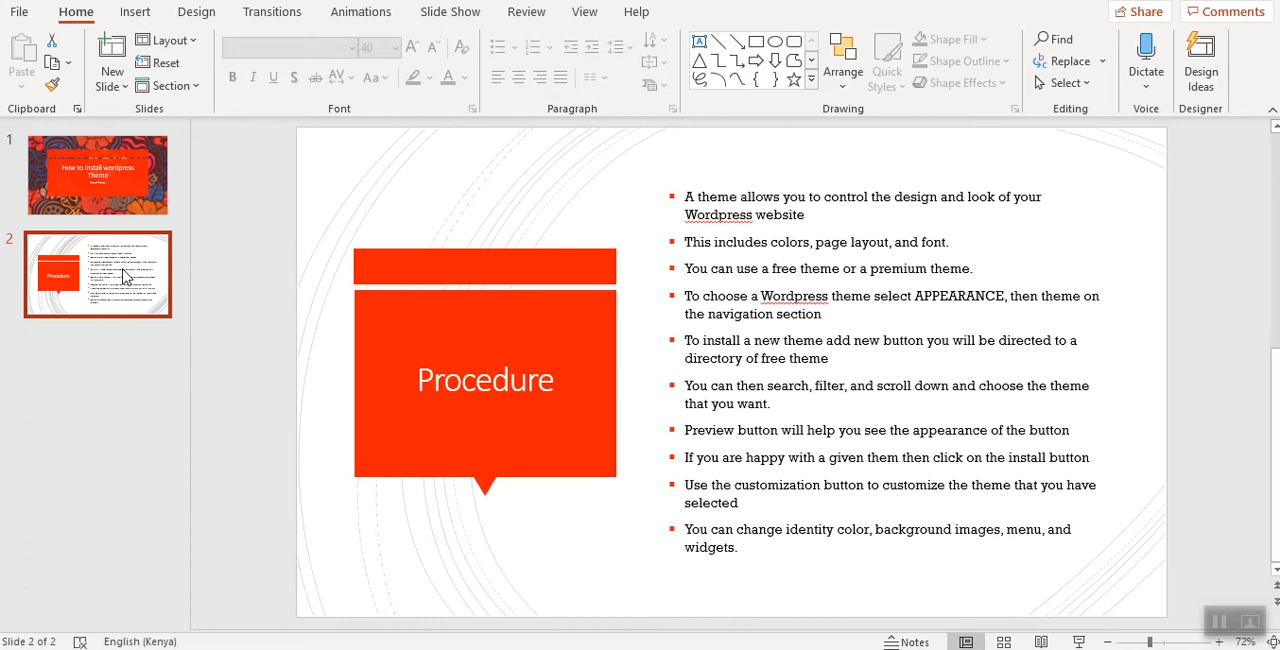 File Home Insert Design Transitions Animations Slide Show Review View Help Share Comments
Paste
New Slide
Layout
Reset
Section
40
Aa
Arrange
Quick Styles
Shape Fill
Shape Outline
Shape Effects
Find
Replace
Select
Dictate
Design Ideas
Clipboard Slides Font Paragraph Drawing Editing Voice Designer
1
How to Install wordpress
Theme
2
Procedure
Procedure
A theme allows you to control the design and look of your
Wordpress website
This includes colors, page layout, and font.
You can use a free theme or a premium theme.
To choose a Wordpress theme select APPEARANCE, then theme on
the navigation section
To install a new theme add new button you will be directed to a
directory of free theme
You can then search, filter, and scroll down and choose the theme
that you want.
Preview button will help you see the appearance of the button
If you are happy with a given them then click on the install button
Use the customization button to customize the theme that you have
selected
You can change identity color, background images, menu, and
widgets.
Slide 2 of 2 English (Kenya) Notes 72%